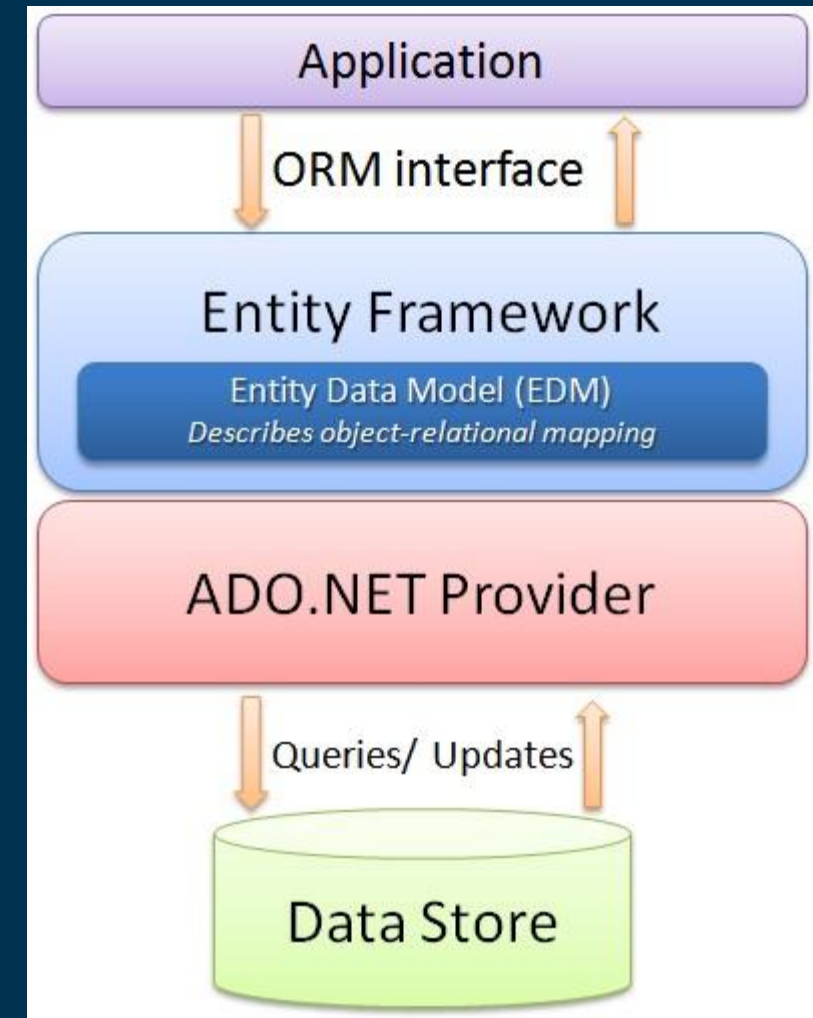 Application
ORM interface
Entity Framework
Entity Data Model (EDM)
Describes object-relational mapping
ADO.NET Provider
Queries/ Updates
Data Store